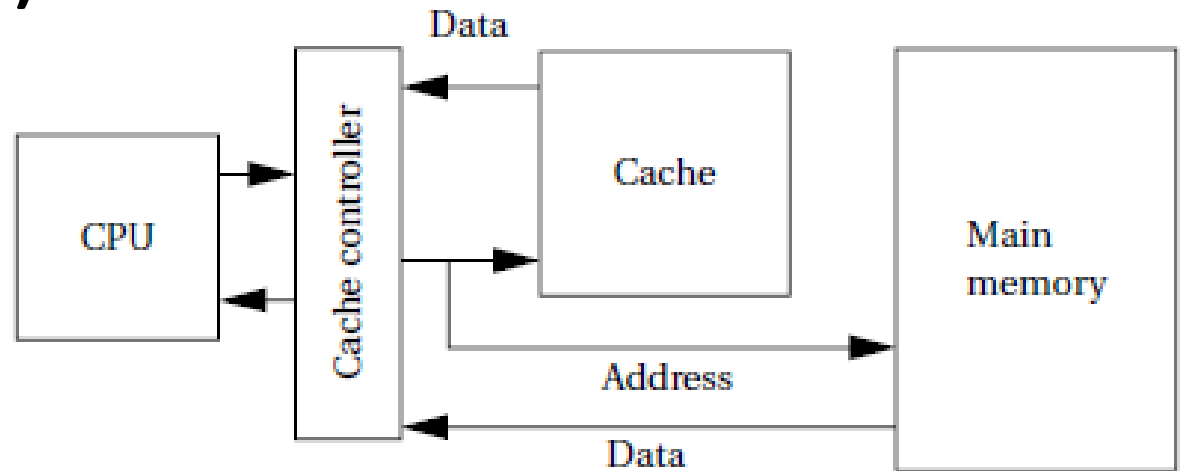 Data
Cache controller
Cache
CPU
Main
memory
Address
Data